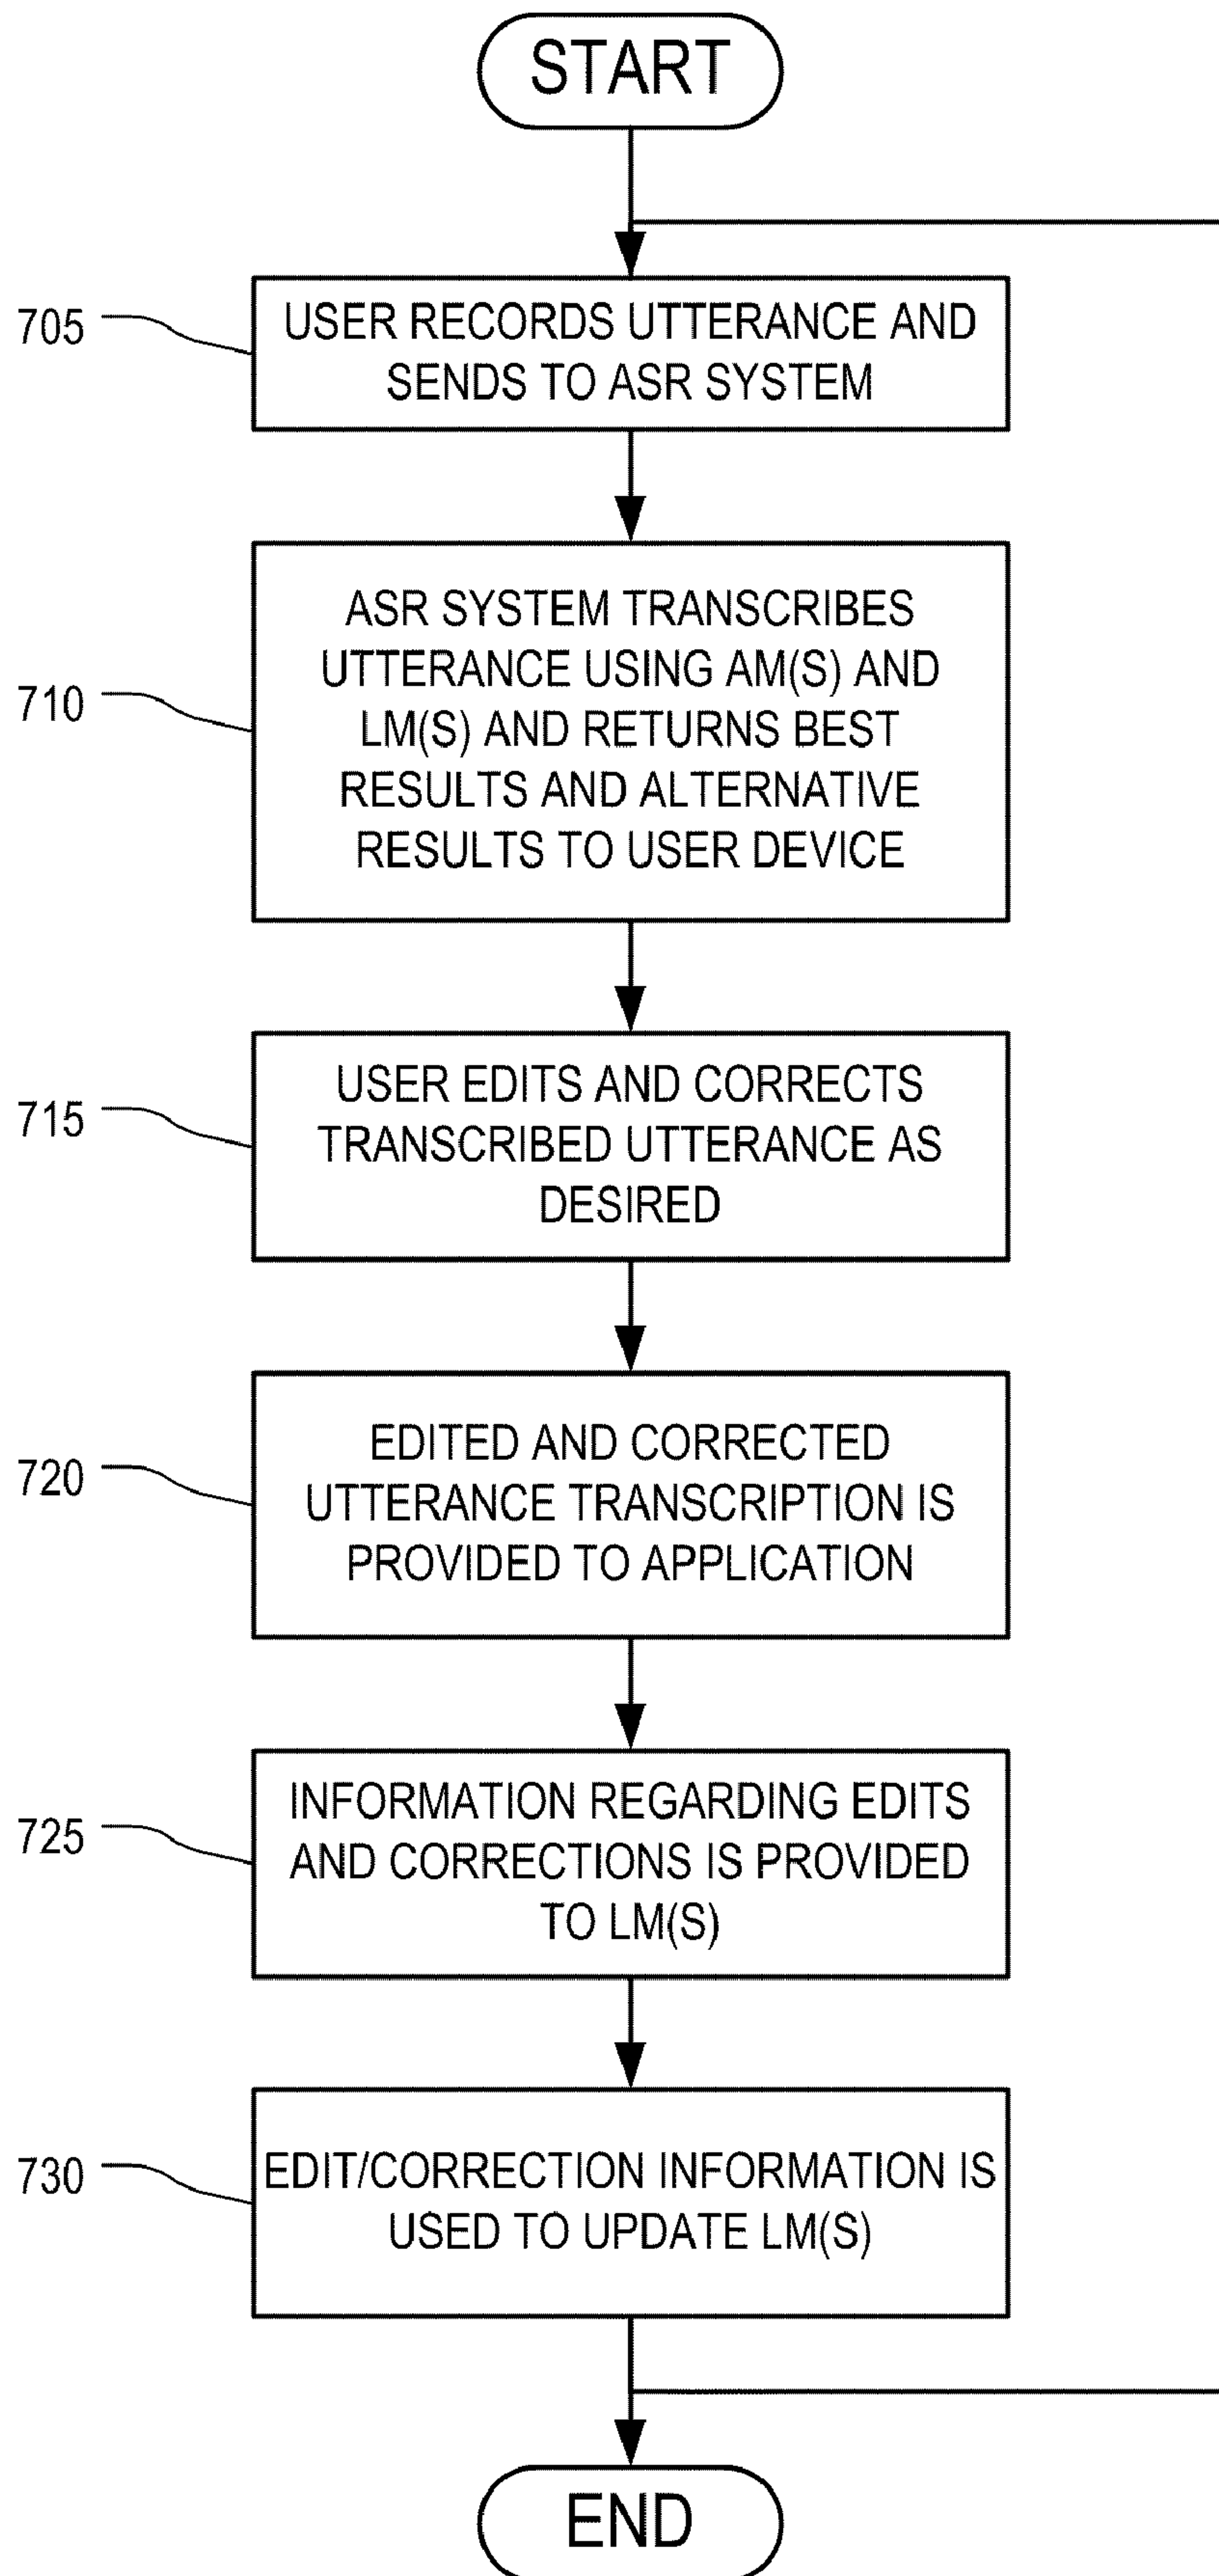 START
705
USER RECORDS UTTERANCE AND
SENDS TO ASR SYSTEM
710
ASR SYSTEM TRANSCRIBES
UTTERANCE USING AM(S) AND
LM(S) AND RETURNS BEST
RESULTS AND ALTERNATIVE
RESULTS TO USER DEVICE
715
USER EDITS AND CORRECTS
TRANSCRIBED UTTERANCE AS
DESIRED
720
EDITED AND CORRECTED
UTTERANCE TRANSCRIPTION IS
PROVIDED TO APPLICATION
725
INFORMATION REGARDING EDITS
AND CORRECTIONS IS PROVIDED
TO LM(S)
730
EDIT/CORRECTION INFORMATION IS
USED TO UPDATE LM(S)
END